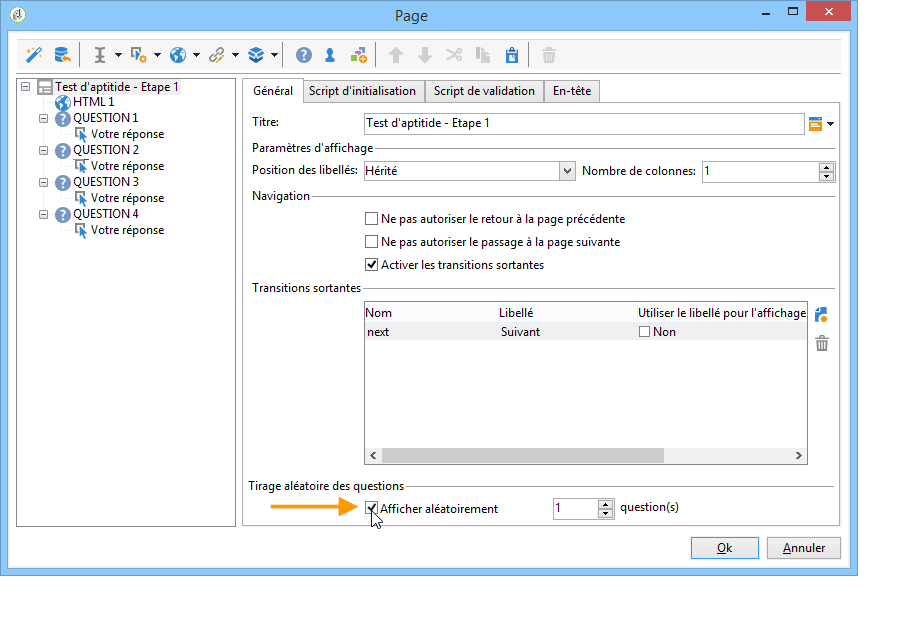 Page
Test d'aptitide - Etape 1
HTML 1
QUESTION 1
Votre réponse
QUESTION 2
Votre réponse
QUESTION 3
Votre réponse
QUESTION 4
Votre réponse
Général Script d'initialisation Script de validation En-tête
Titre: Test d'aptitide - Etape 1
Paramètres d'affichage
Position des libellés: Hérité Nombre de colonnes: 1
Navigation
Ne pas autoriser le retour à la page précédente
Ne pas autoriser le passage à la page suivante
Activer les transitions sortantes
Transitions sortantes
Nom Libellé Utiliser le libellé pour l'affichage
next Suivant Non
Tirage aléatoire des questions
Afficher aléatoirement 1 question(s)
Ok Annuler